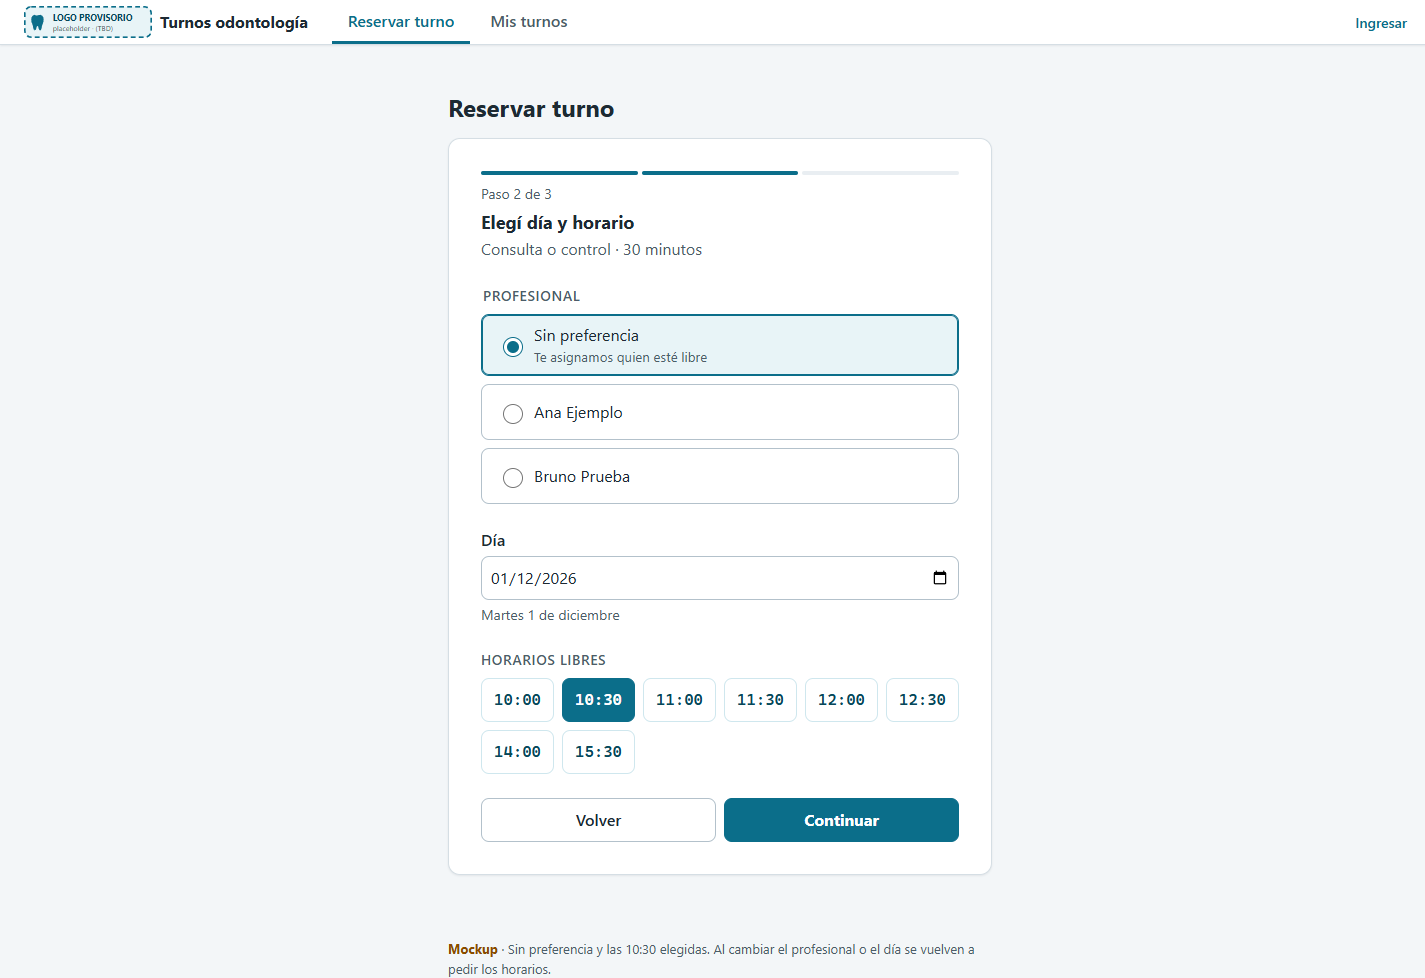 LOGO PROVISORIO
placeholder · (TBD)
Turnos odontología
Reservar turno
Mis turnos
Ingresar
Reservar turno
Paso 2 de 3
Elegí día y horario
Consulta o control · 30 minutos
PROFESIONAL
Sin preferencia
Te asignamos quien esté libre
Ana Ejemplo
Bruno Prueba
Día
01/12/2026
Martes 1 de diciembre
HORARIOS LIBRES
10:00 10:30 11:00 11:30 12:00 12:30
14:00 15:30
Volver Continuar
Mockup · Sin preferencia y las 10:30 elegidas. Al cambiar el profesional o el día se vuelven a
pedir los horarios.